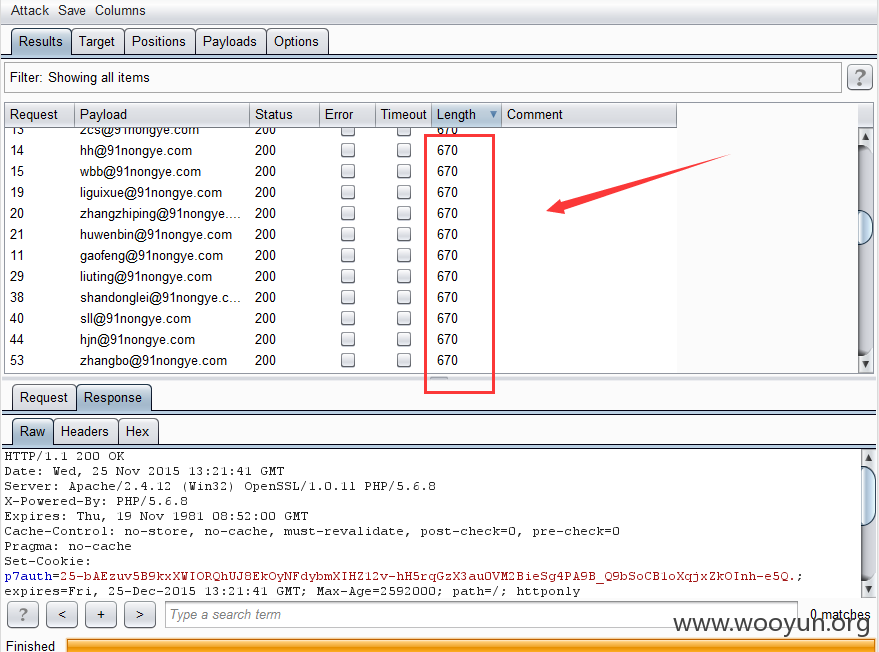 Attack Save Columns
Results Target Positions Payloads Options
Filter: Showing all items ?
Request Payload Status Error Timeout Length Comment
13 zcs@91nongye.com 200 670
14 hh@91nongye.com 200 670
15 wbb@91nongye.com 200 670
19 liguixue@91nongye.com 200 670
20 zhangzhiping@91nongye.... 200 670
21 huwenbin@91nongye.com 200 670
11 gaofeng@91nongye.com 200 670
29 liuting@91nongye.com 200 670
38 shandonglei@91nongye.c... 200 670
40 sll@91nongye.com 200 670
44 hjn@91nongye.com 200 670
53 zhangbo@91nongye.com 200 670
Request Response
Raw Headers Hex
HTTP/1.1 200 OK
Date: Wed, 25 Nov 2015 13:21:41 GMT
Server: Apache/2.4.12 (Win32) OpenSSL/1.0.1l PHP/5.6.8
X-Powered-By: PHP/5.6.8
Expires: Thu, 19 Nov 1981 08:52:00 GMT
Cache-Control: no-store, no-cache, must-revalidate, post-check=0, pre-check=0
Pragma: no-cache
Set-Cookie:
p7auth=25-bAEzuv5B9kxXWIORQhUJ8EkOyNFdybmXIHZ12v-hH5rqGzX3auOVM2BieSg4PA9B_Q9bSoCB1oXqjxZkOInh-e5Q.;
expires=Fri, 25-Dec-2015 13:21:41 GMT; Max-Age=2592000; path=/; httponly
? < + > Type a search term 0 matches
www.wooyun.org
Finished